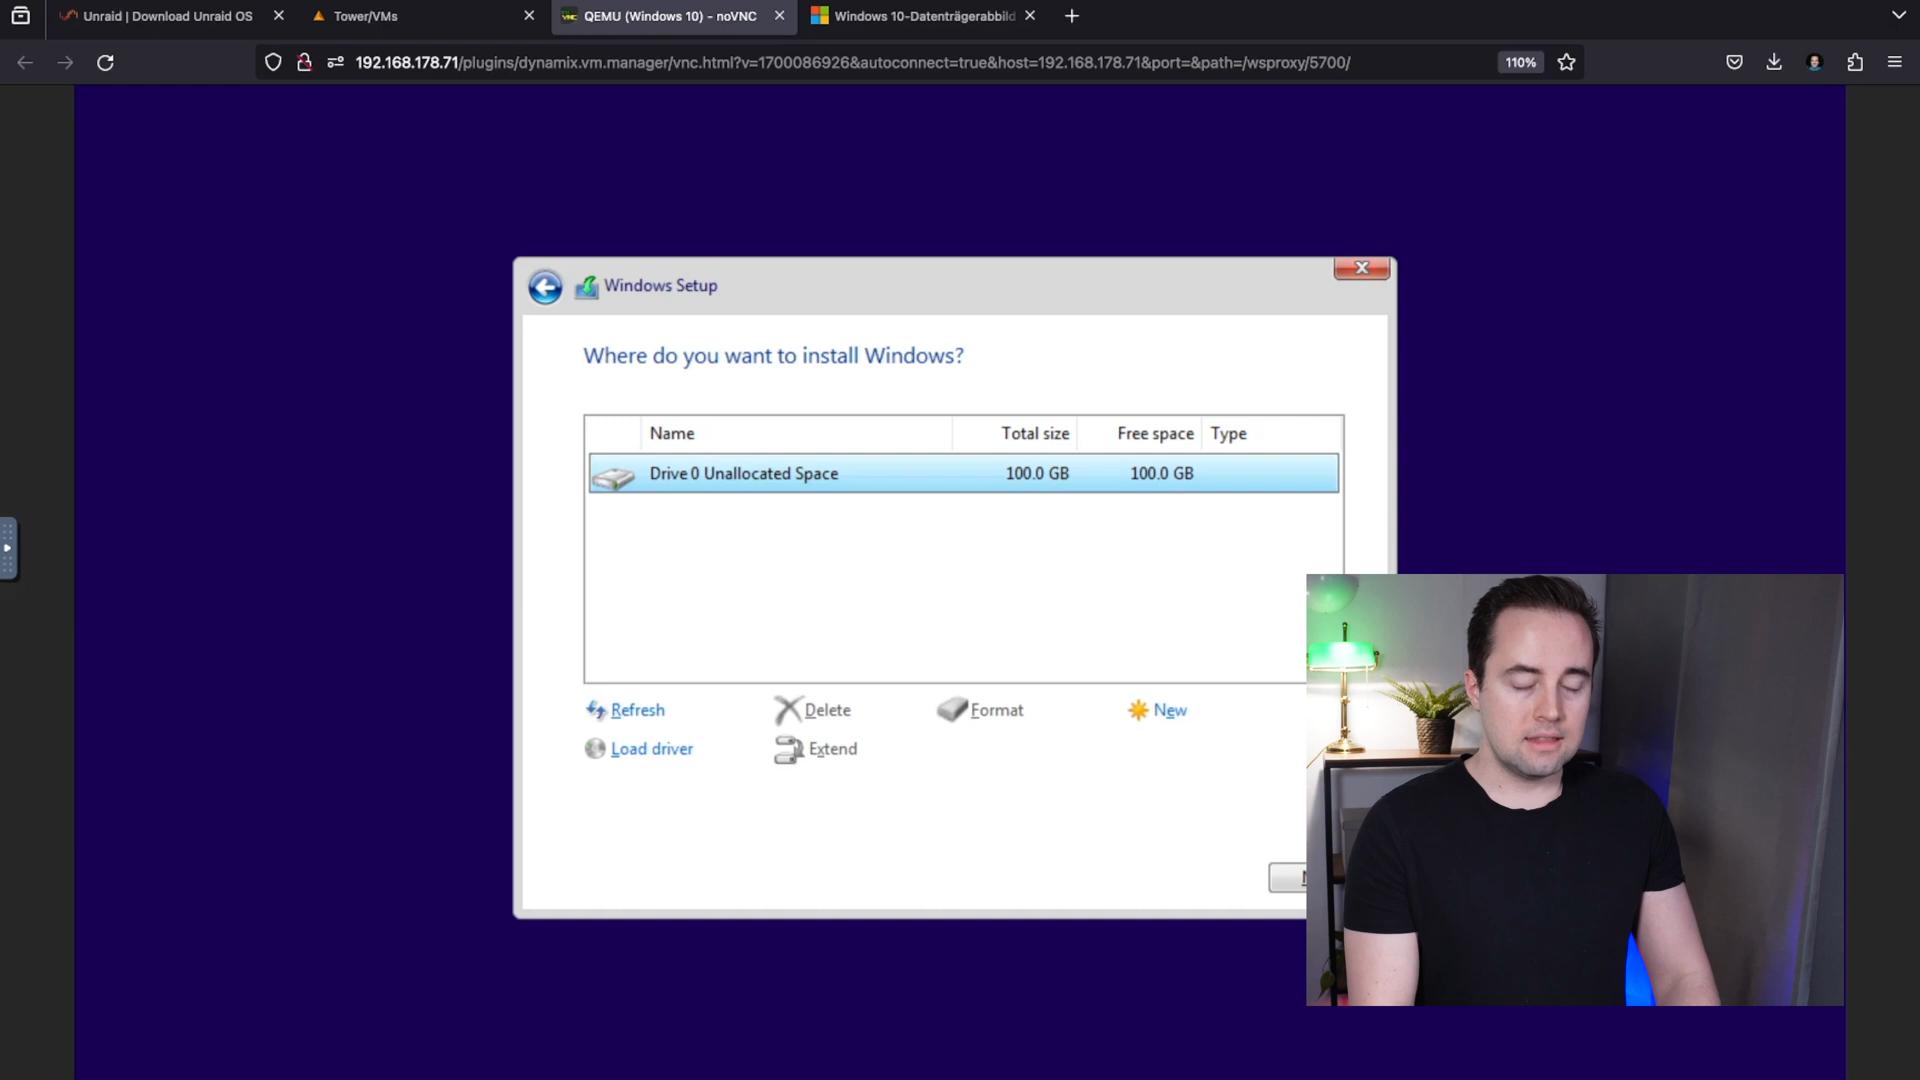 Unraid | Download Unraid OS
Tower/VMs
QEMU (Windows 10) - noVNC
Windows 10-Datenträgerabbild
192.168.178.71/plugins/dynamix.vm.manager/vnc.html?v=1700086926&autoconnect=true&host=192.168.178.71&port=&path=/wsproxy/5700/
110%
Windows Setup
Where do you want to install Windows?
Name Total size Free space Type
Drive 0 Unallocated Space 100.0 GB 100.0 GB
Refresh Delete Format New
Load driver Extend